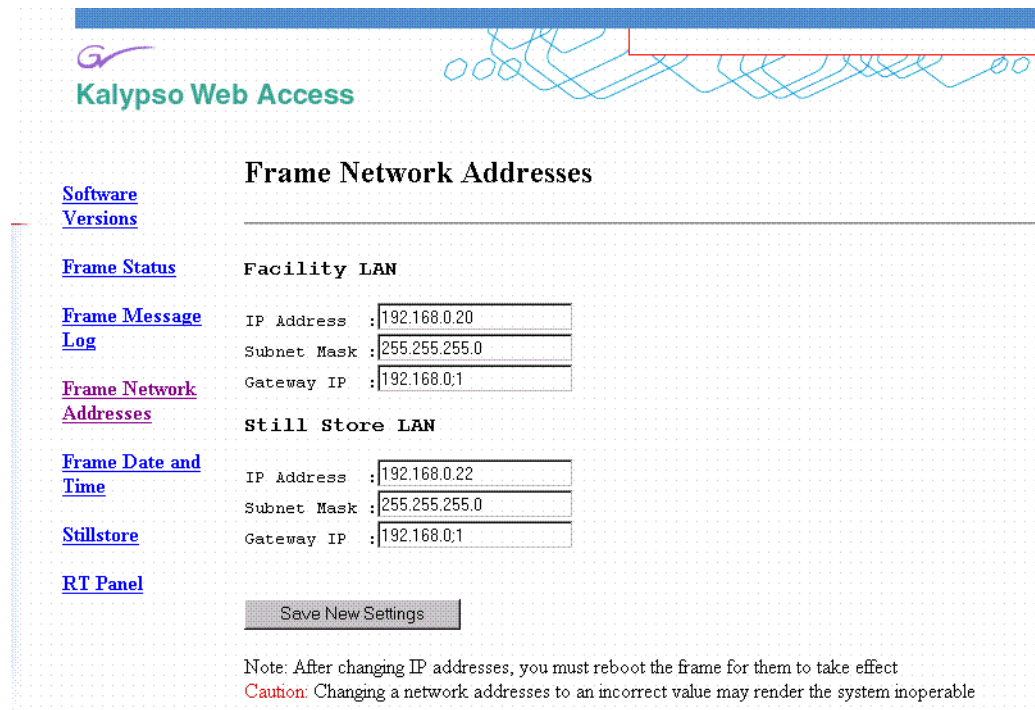 Kalypso Web Access
Software
Versions
Frame Status
Frame Message
Log
Frame Network
Addresses
Frame Date and
Time
Stillstore
RT Panel
Frame Network Addresses
Facility LAN
IP Address :192.168.0.20
Subnet Mask :255.255.255.0
Gateway IP :192.168.0;1
Still Store LAN
IP Address :192.168.0.22
Subnet Mask :255.255.255.0
Gateway IP :192.168.0;1
Save New Settings
Note: After changing IP addresses, you must reboot the frame for them to take effect
Caution: Changing a network addresses to an incorrect value may render the system inoperable